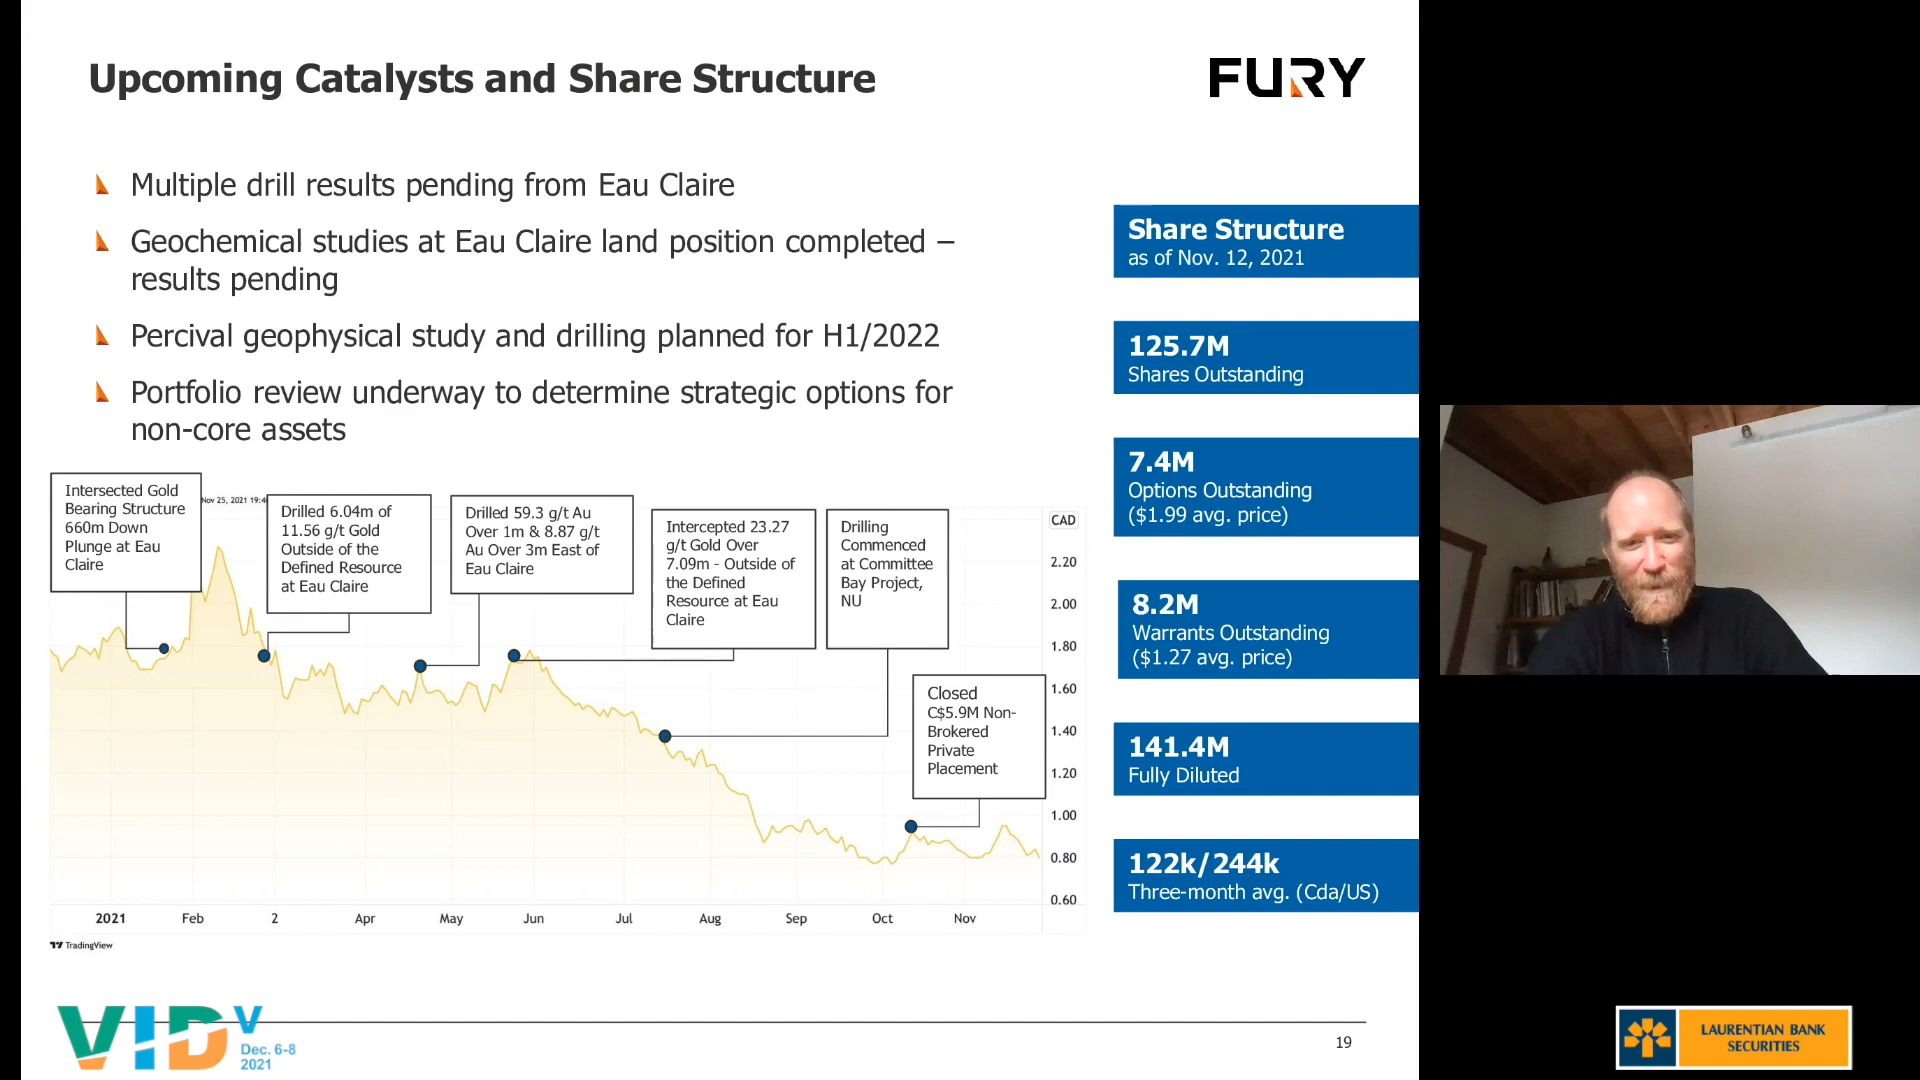 Upcoming Catalysts and Share Structure
FURY
Multiple drill results pending from Eau Claire
Geochemical studies at Eau Claire land position completed –
results pending
Percival geophysical study and drilling planned for H1/2022
Portfolio review underway to determine strategic options for
non-core assets
Share Structure
as of Nov. 12, 2021
125.7M
Shares Outstanding
7.4M
Options Outstanding
($1.99 avg. price)
8.2M
Warrants Outstanding
($1.27 avg. price)
141.4M
Fully Diluted
122k/244k
Three-month avg. (Cda/US)
Intersected Gold
Bearing Structure
660m Down
Plunge at Eau
Claire
Nov 25, 2021 19:4
Drilled 6.04m of
11.56 g/t Gold
Outside of the
Defined Resource
at Eau Claire
Drilled 59.3 g/t Au
Over 1m & 8.87 g/t
Au Over 3m East of
Eau Claire
Intercepted 23.27
g/t Gold Over
7.09m - Outside of
the Defined
Resource at Eau
Claire
Drilling
Commenced
at Committee
Bay Project,
NU
Closed
C$5.9M Non-
Brokered
Private
Placement
CAD
2.20
2.00
1.80
1.60
1.40
1.20
1.00
0.80
0.60
2021 Feb 2 Apr May Jun Jul Aug Sep Oct Nov
TradingView
VID V
Dec. 6-8
2021
19
LAURENTIAN BANK
SECURITIES